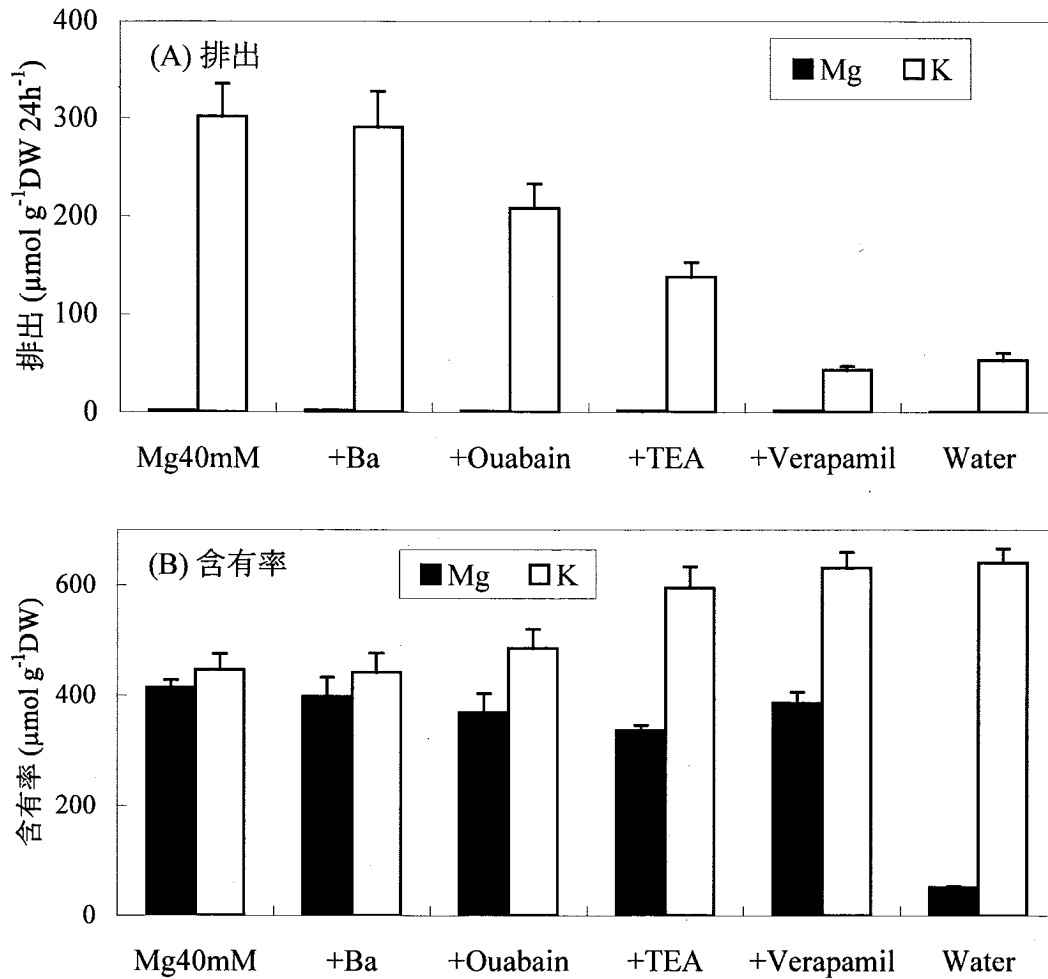 400
(A) 排出
Mg K
300
200
100
0
排出 (μmol g⁻¹DW 24h⁻¹)
Mg40mM +Ba +Ouabain +TEA +Verapamil Water
(B) 含有率
Mg K
600
400
200
0
含有率 (μmol g⁻¹DW)
Mg40mM +Ba +Ouabain +TEA +Verapamil Water